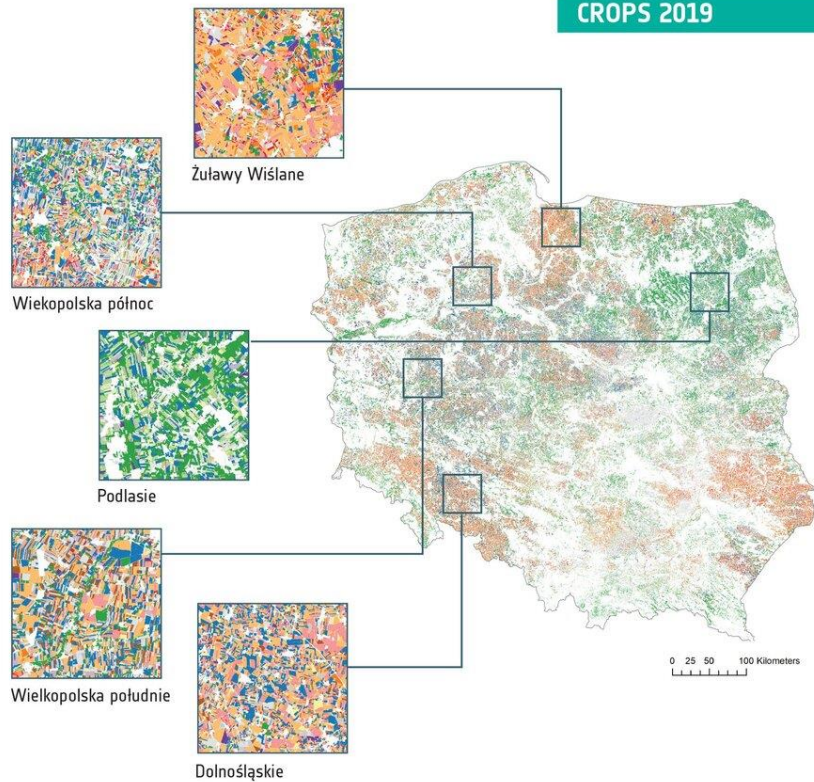 CROPS 2019
Żuławy Wiślane
Wiekopolska północ
Podlasie
Wielkopolska południe
Dolnośląskie
0 25 50 100 Kilometers